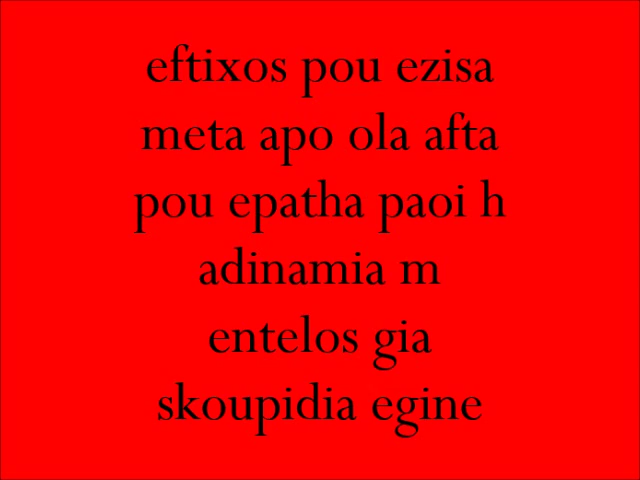 eftixos pou ezisa
meta apo ola afta
pou epatha paoi h
adinamia m
entelos gia
skoupidia egine